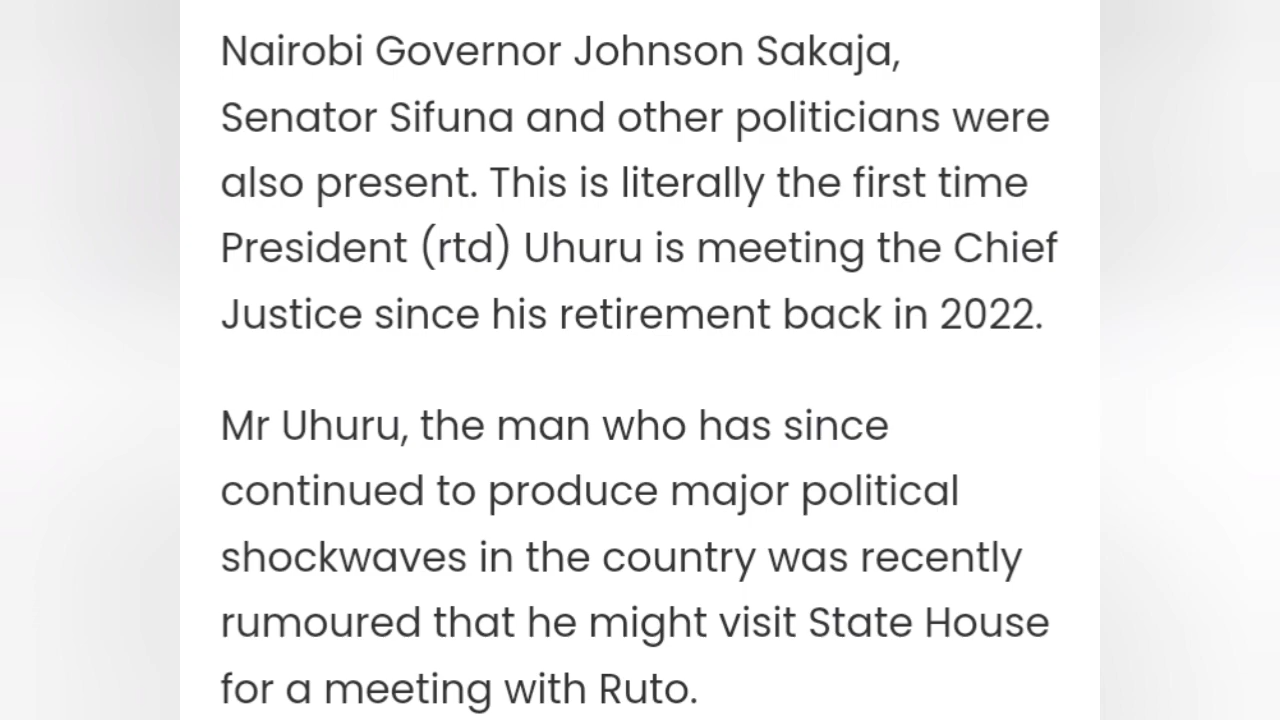 Nairobi Governor Johnson Sakaja,
Senator Sifuna and other politicians were
also present. This is literally the first time
President (rtd) Uhuru is meeting the Chief
Justice since his retirement back in 2022.
Mr Uhuru, the man who has since
continued to produce major political
shockwaves in the country was recently
rumoured that he might visit State House
for a meeting with Ruto.